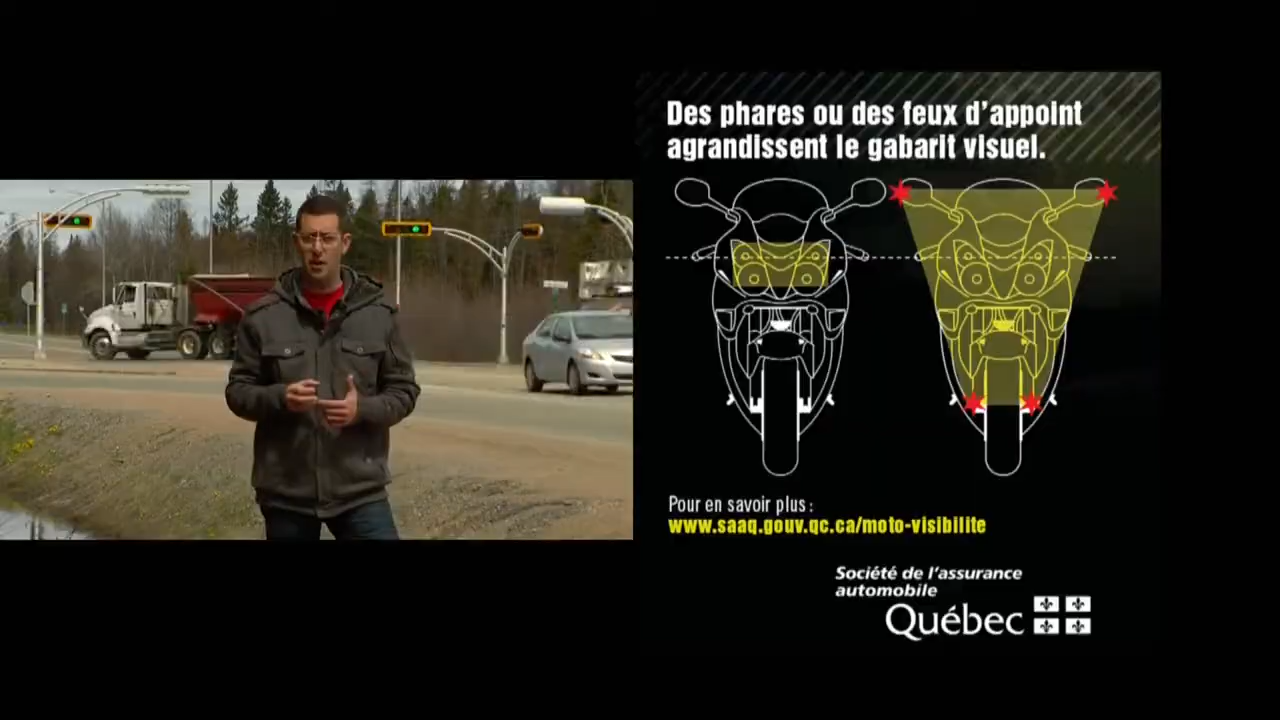 Des phares ou des feux d'appoint
agrandissent le gabarit visuel.
Pour en savoir plus :
www.saaq.gouv.qc.ca/moto-visibilite
Société de l'assurance
automobile
Québec